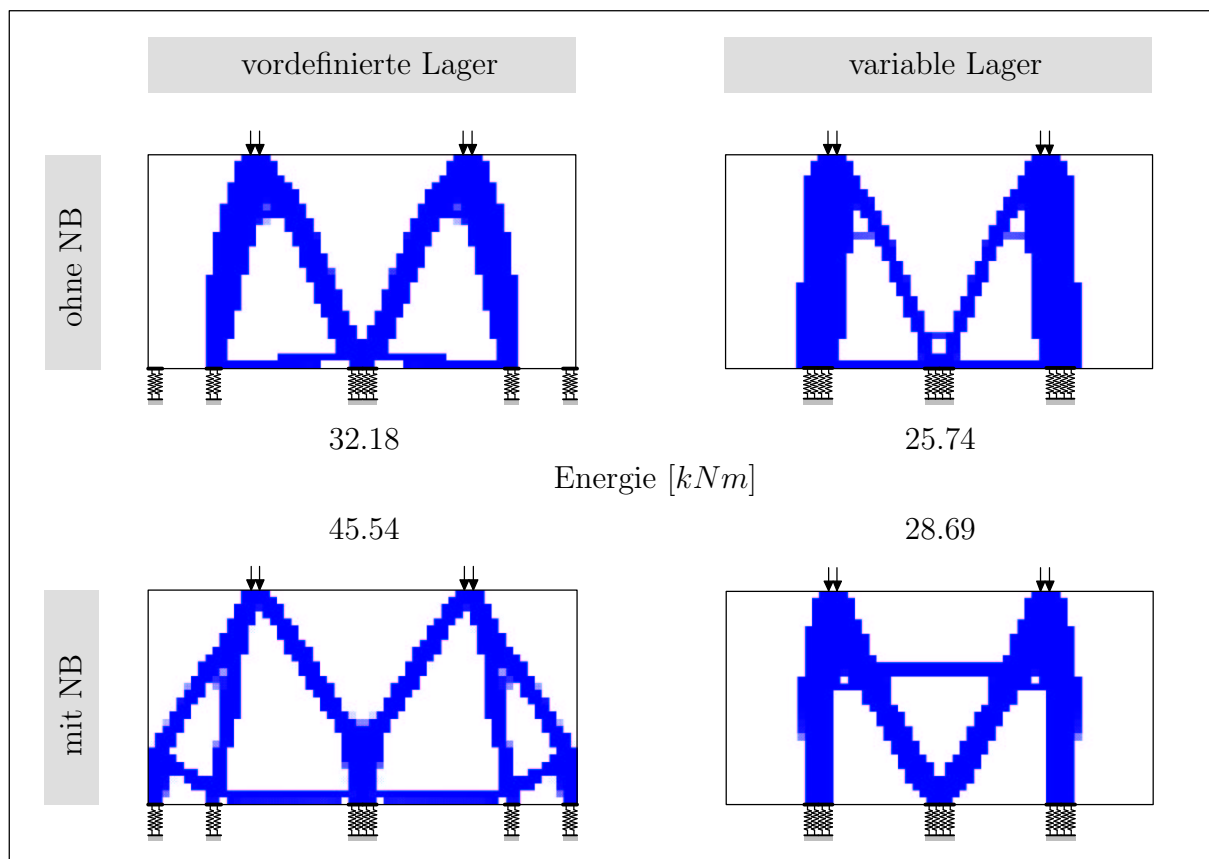 vordefinierte Lager
variable Lager
ohne NB
32.18
25.74
Energie [kNm]
45.54
28.69
mit NB